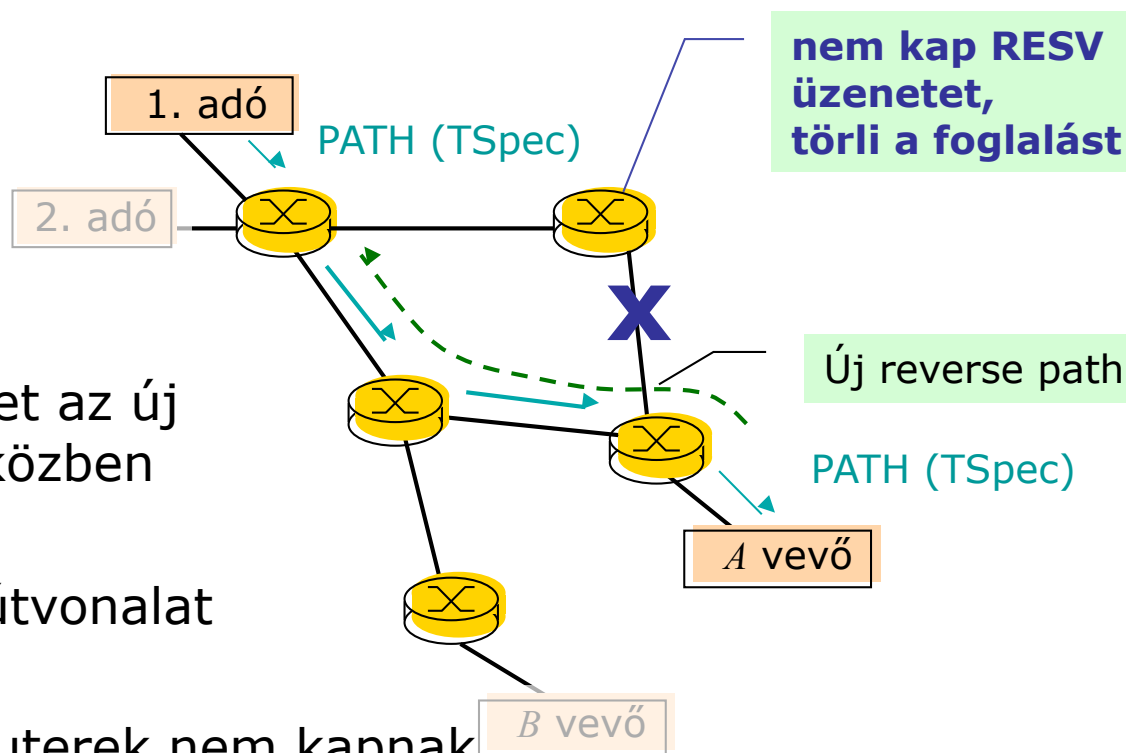 nem kap RESV
üzenetet,
törli a foglalást
1. adó
PATH (TSpec)
2. adó
X
Új reverse path
et az új
közben
PATH (TSpec)
A vevő
útvonalat
B vevő
uterek nem kapnak